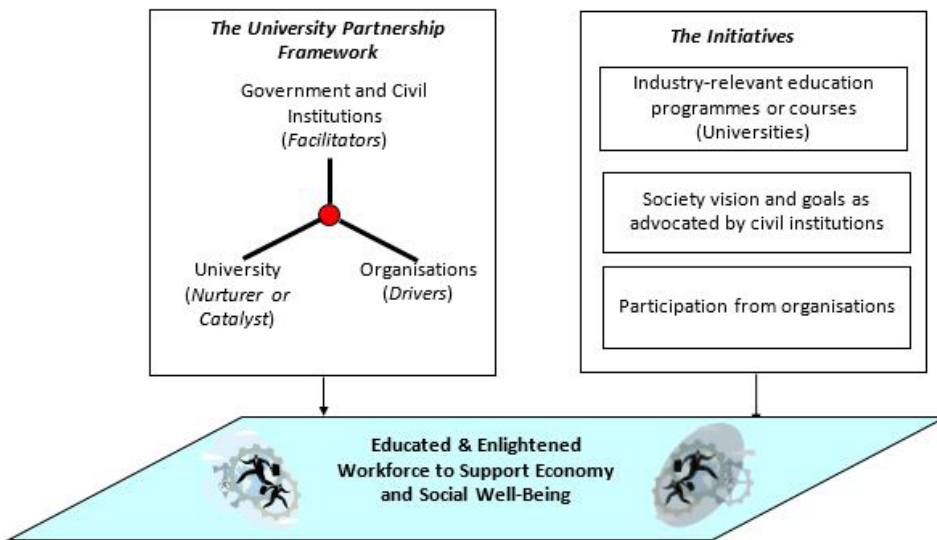 The University Partnership
Framework
Government and Civil
Institutions
(Facilitators)
University
(Nurturer or
Catalyst)
Organisations
(Drivers)
The Initiatives
Industry-relevant education
programmes or courses
(Universities)
Society vision and goals as
advocated by civil institutions
Participation from organisations
Educated & Enlightened
Workforce to Support Economy
and Social Well-Being